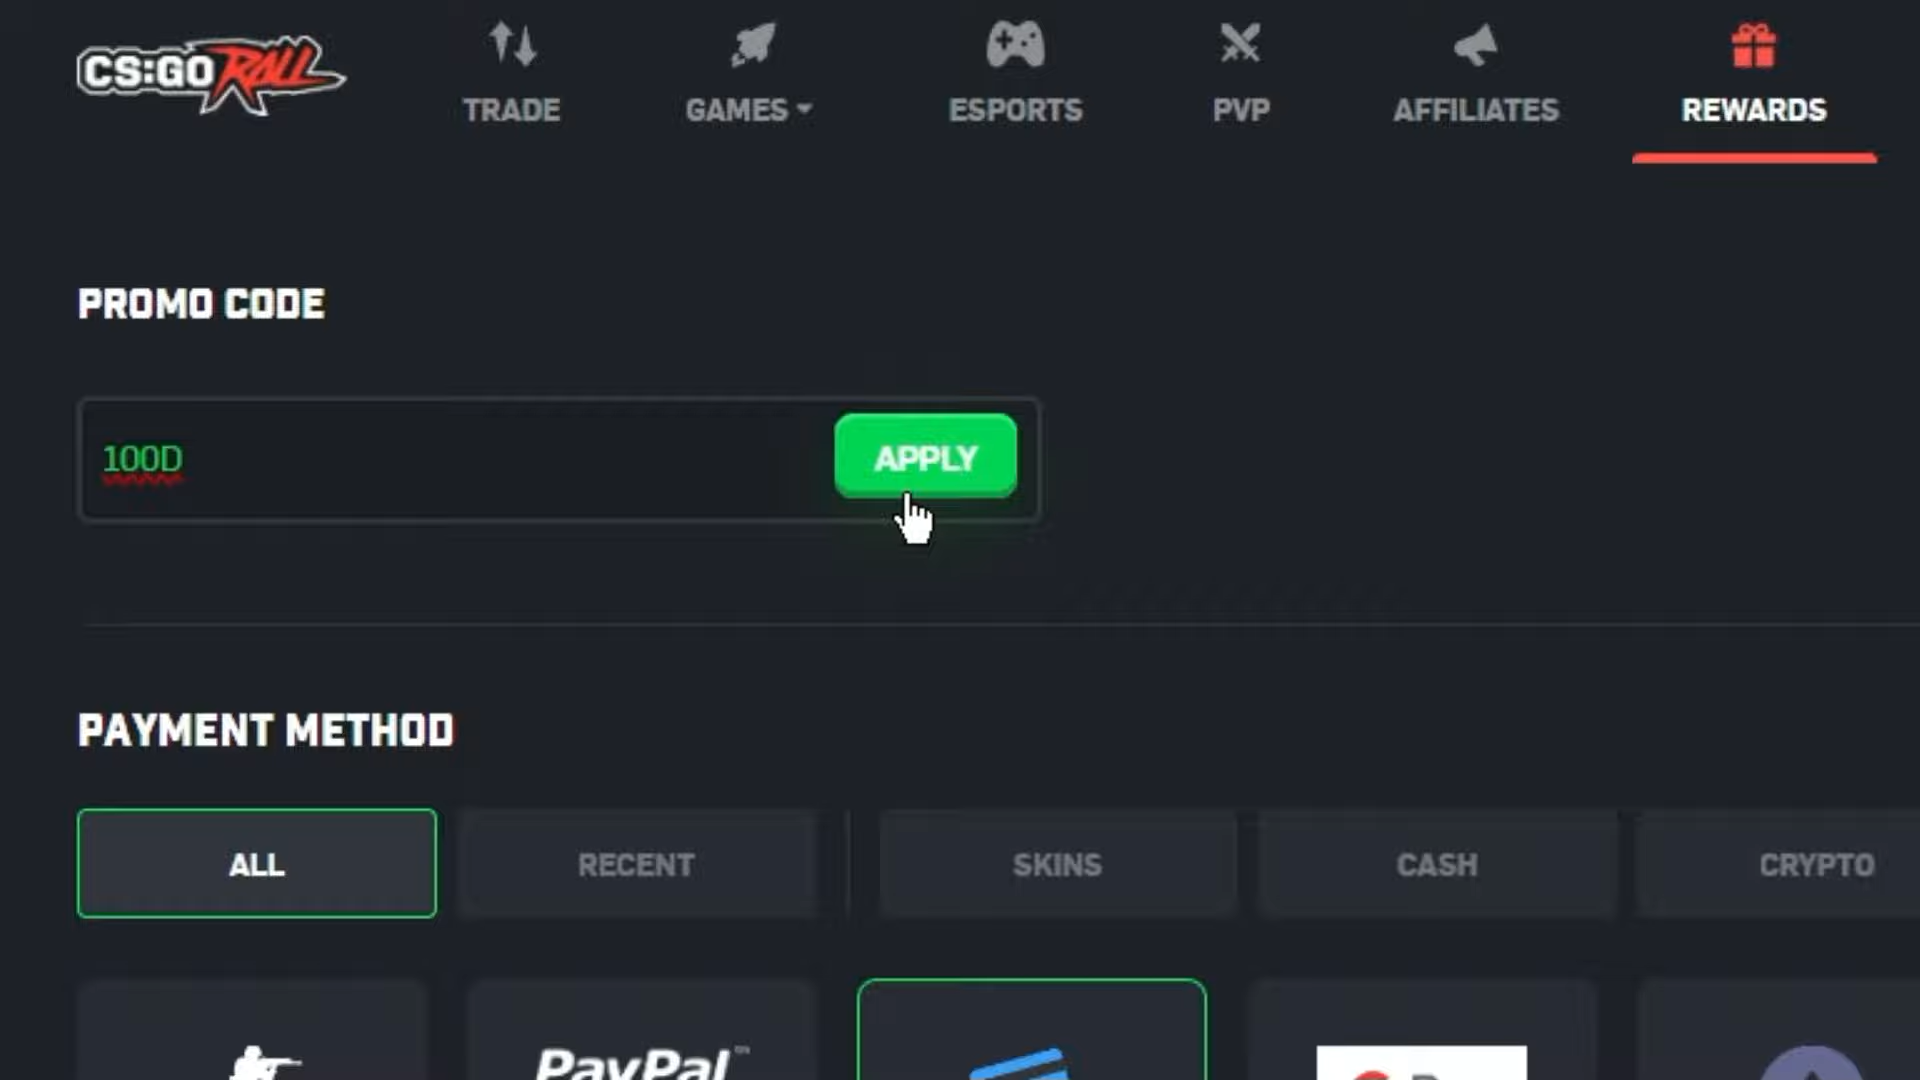 CS:GO ROLL
TRADE
GAMES
ESPORTS
PVP
AFFILIATES
REWARDS
PROMO CODE
100D
APPLY
PAYMENT METHOD
ALL
RECENT
SKINS
CASH
CRYPTO
PayPal™